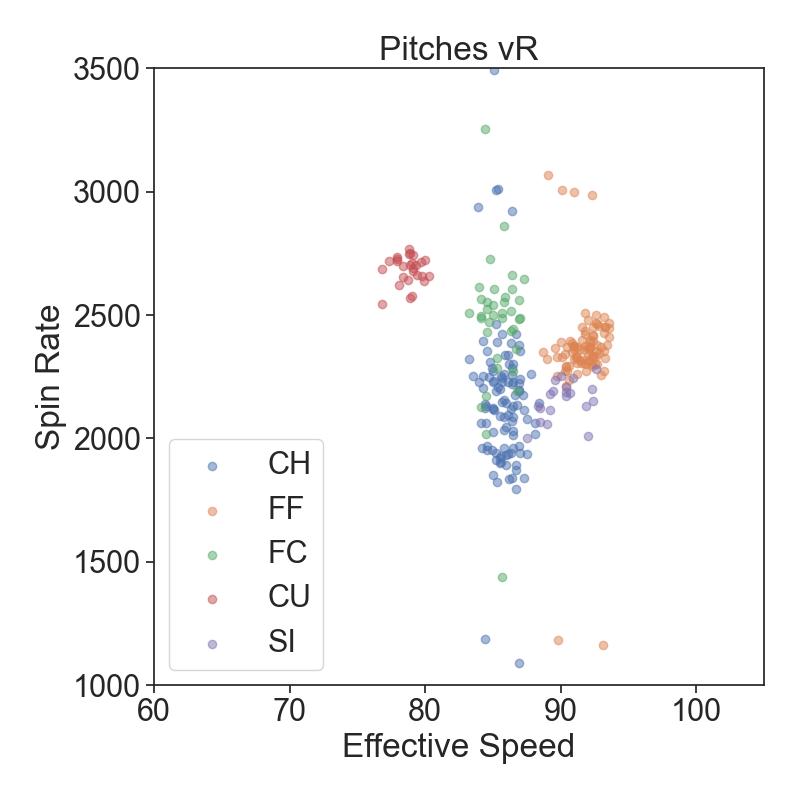 Pitches vR
3500
3000
2500
2000
1500
1000
Spin Rate
CH
FF
FC
CU
SI
60 70 80 90 100
Effective Speed